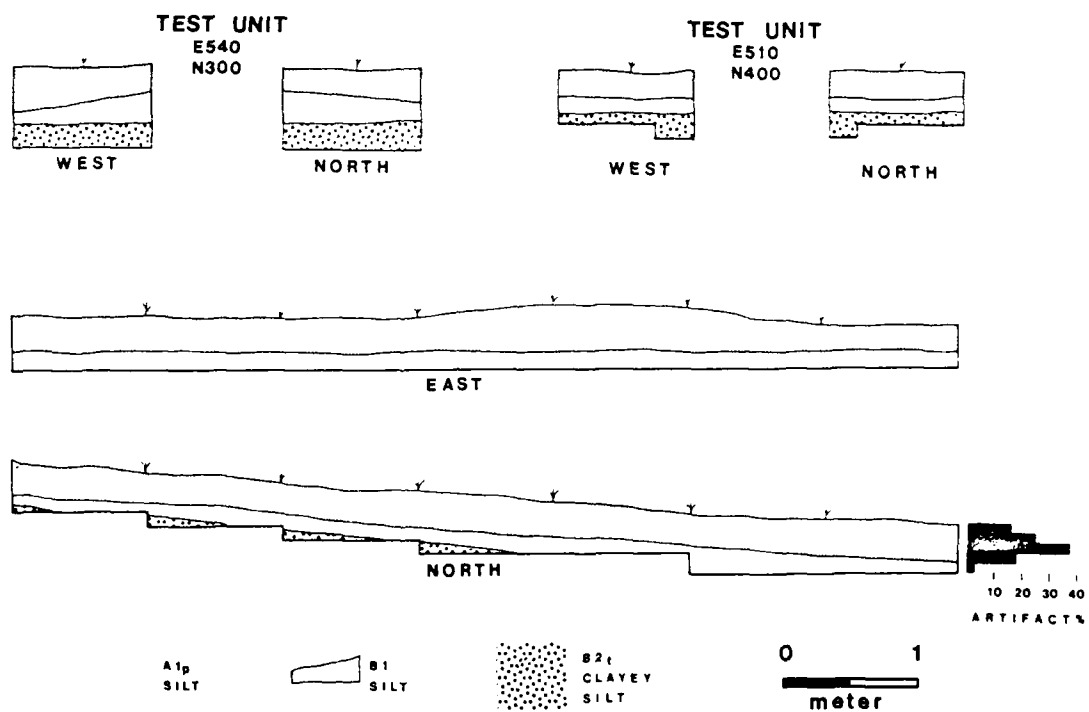 TEST UNIT
E540
N300
WEST
NORTH
TEST UNIT
E510
N400
WEST
NORTH
EAST
NORTH
10 20 30 40
ARTIFACT %
A1p
SILT
B1
SILT
B2t
CLAYEY
SILT
0 1
meter